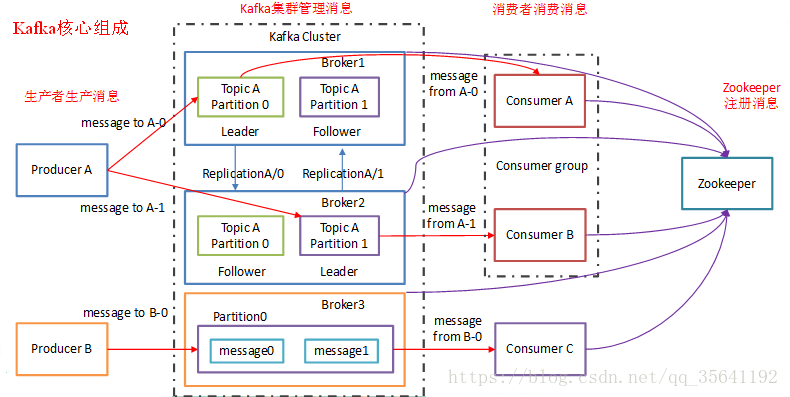 Kafka核心组成
Kafka集群管理消息
消费者消费消息
Kafka Cluster
生产者生产消息
Zookeeper
注册消息
Broker1
Topic A
Partition 0
Topic A
Partition 1
Leader
Follower
message
from A-0
Consumer A
message to A-0
Producer A
message to A-1
ReplicationA/0
ReplicationA/1
Consumer group
Zookeeper
Broker2
Topic A
Partition 0
Topic A
Partition 1
Follower
Leader
message
from A-1
Consumer B
message to B-0
Producer B
Broker3
Partition0
message0
message1
message
from B-0
Consumer C
https://blog.csdn.net/qq_35641192